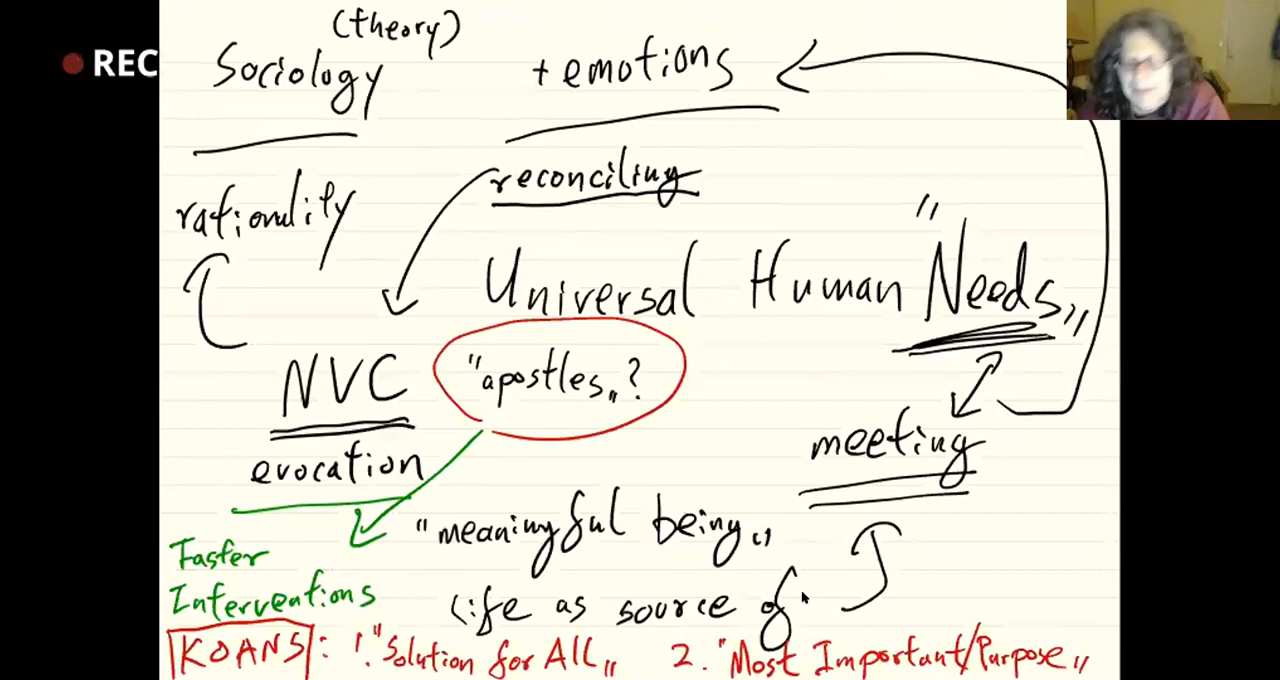 REC
(theory)
Sociology + emotions
rationality reconciling
Universal Human "Needs"
NVC "apostles"?
evocation meeting
"meaningful being"
Faster
Interventions life as source of
KOANS: 1. "Solution for All" 2. "Most Important/Purpose"